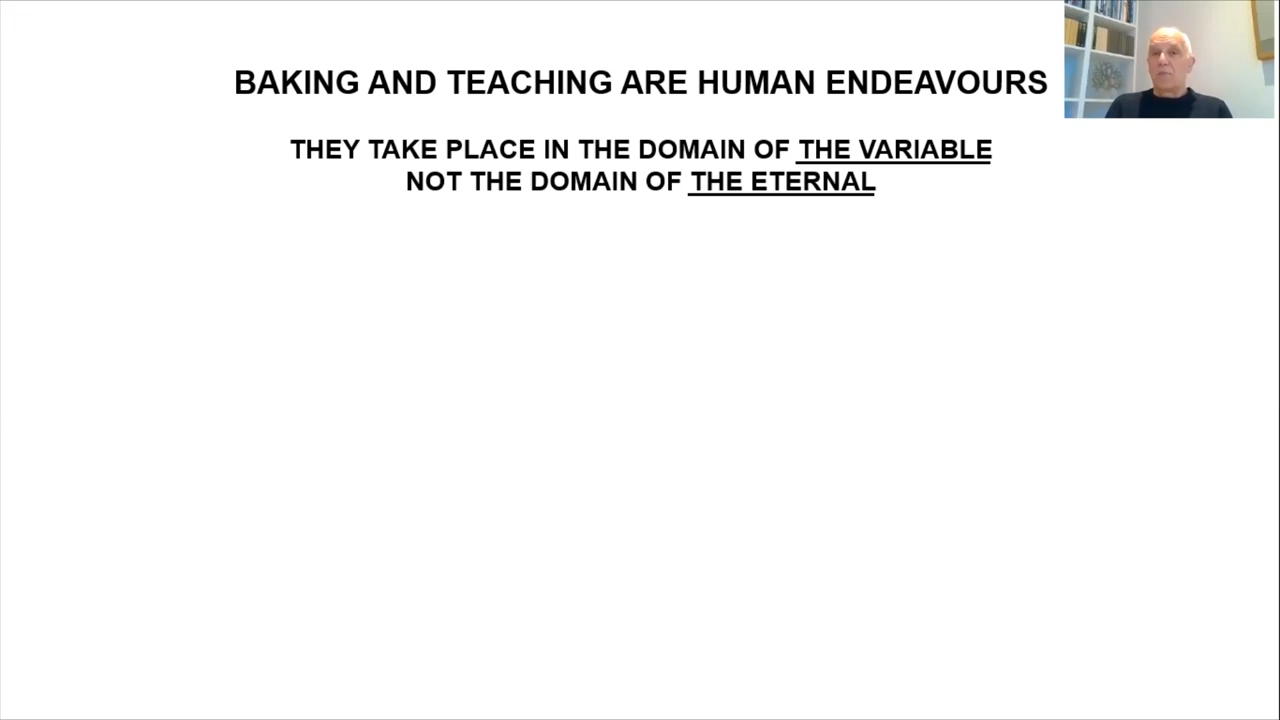 BAKING AND TEACHING ARE HUMAN ENDEAVOURS
THEY TAKE PLACE IN THE DOMAIN OF THE VARIABLE
NOT THE DOMAIN OF THE ETERNAL